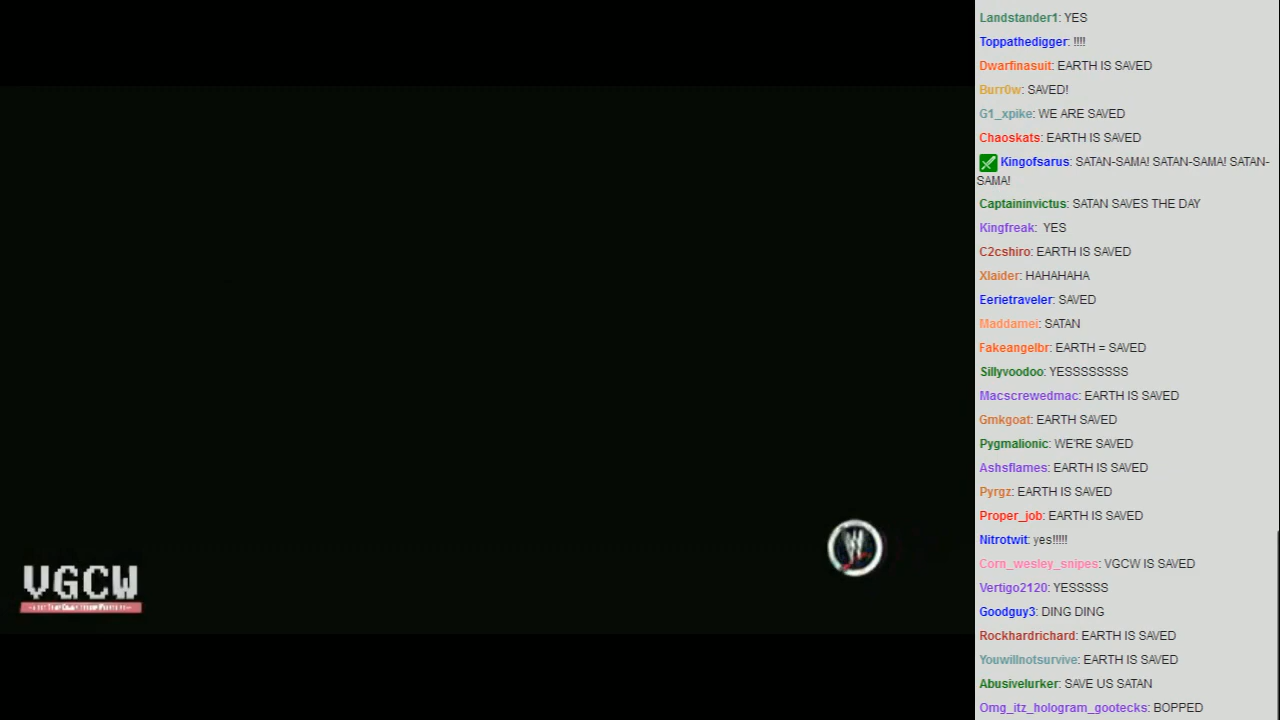 Landstander1: YES
Toppathedigger: !!!!
Dwarfinasuit: EARTH IS SAVED
Burr0w: SAVED!
G1_xpike: WE ARE SAVED
Chaoskats: EARTH IS SAVED
Kingofsarus: SATAN-SAMA! SATAN-SAMA! SATAN-
SAMA!
Captaininvictus: SATAN SAVES THE DAY
Kingfreak: YES
C2cshiro: EARTH IS SAVED
Xlaider: HAHAHAHA
Eerietraveler: SAVED
Maddamei: SATAN
Fakeangelbr: EARTH = SAVED
Sillyvoodoo: YESSSSSSSS
Macscrewedmac: EARTH IS SAVED
Gmkgoat: EARTH SAVED
Pygmalionic: WE'RE SAVED
Ashsflames: EARTH IS SAVED
Pyrgz: EARTH IS SAVED
Proper_job: EARTH IS SAVED
Nitrotwit: yes!!!!!
Corn_wesley_snipes: VGCW IS SAVED
Vertigo2120: YESSSSS
Goodguy3: DING DING
Rockhardrichard: EARTH IS SAVED
Youwillnotsurvive: EARTH IS SAVED
Abusivelurker: SAVE US SATAN
Omg_itz_hologram_gootecks: BOPPED
VGCW